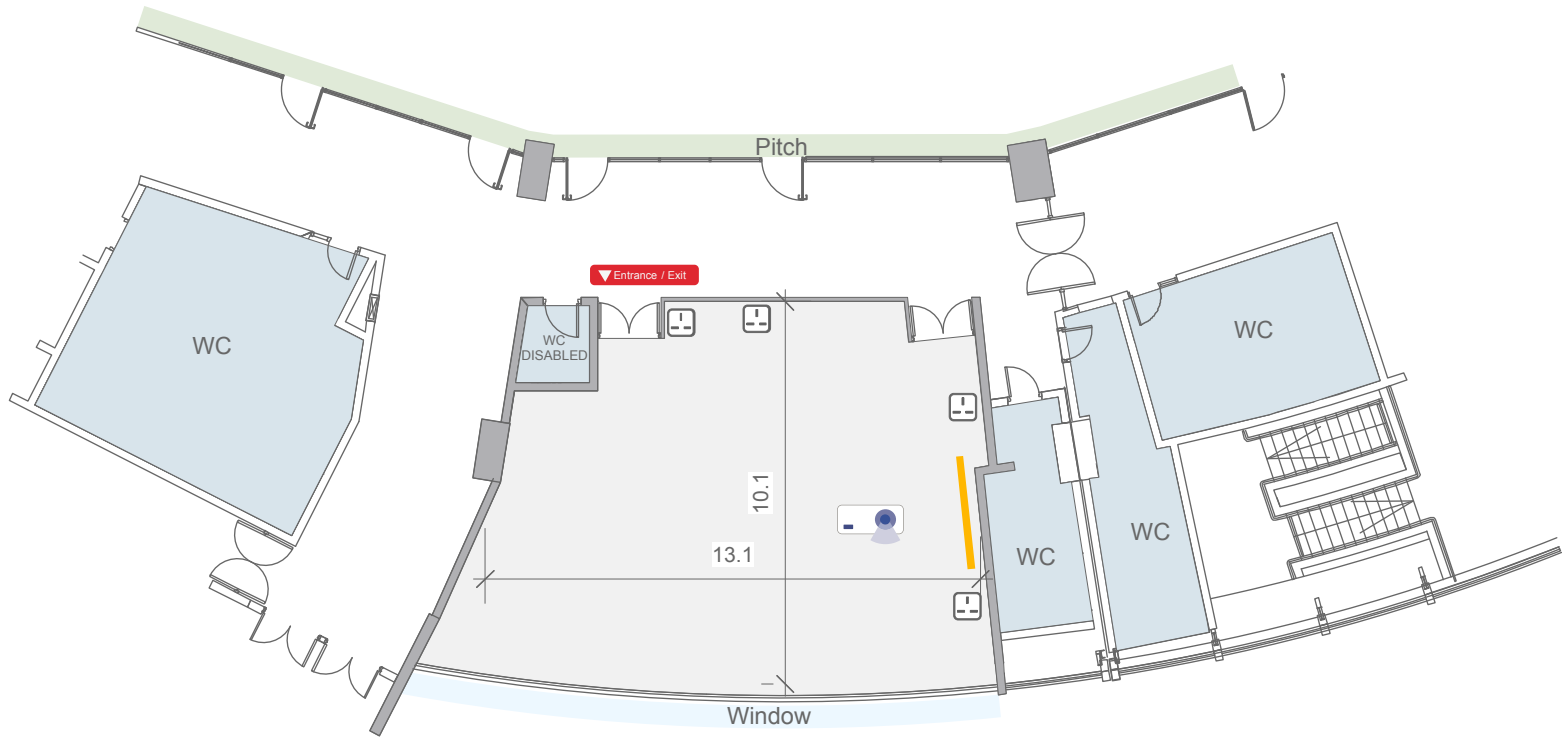 Pitch
Entrance / Exit
WC
WC
DISABLED
WC
10.1
13.1
WC
WC
Window